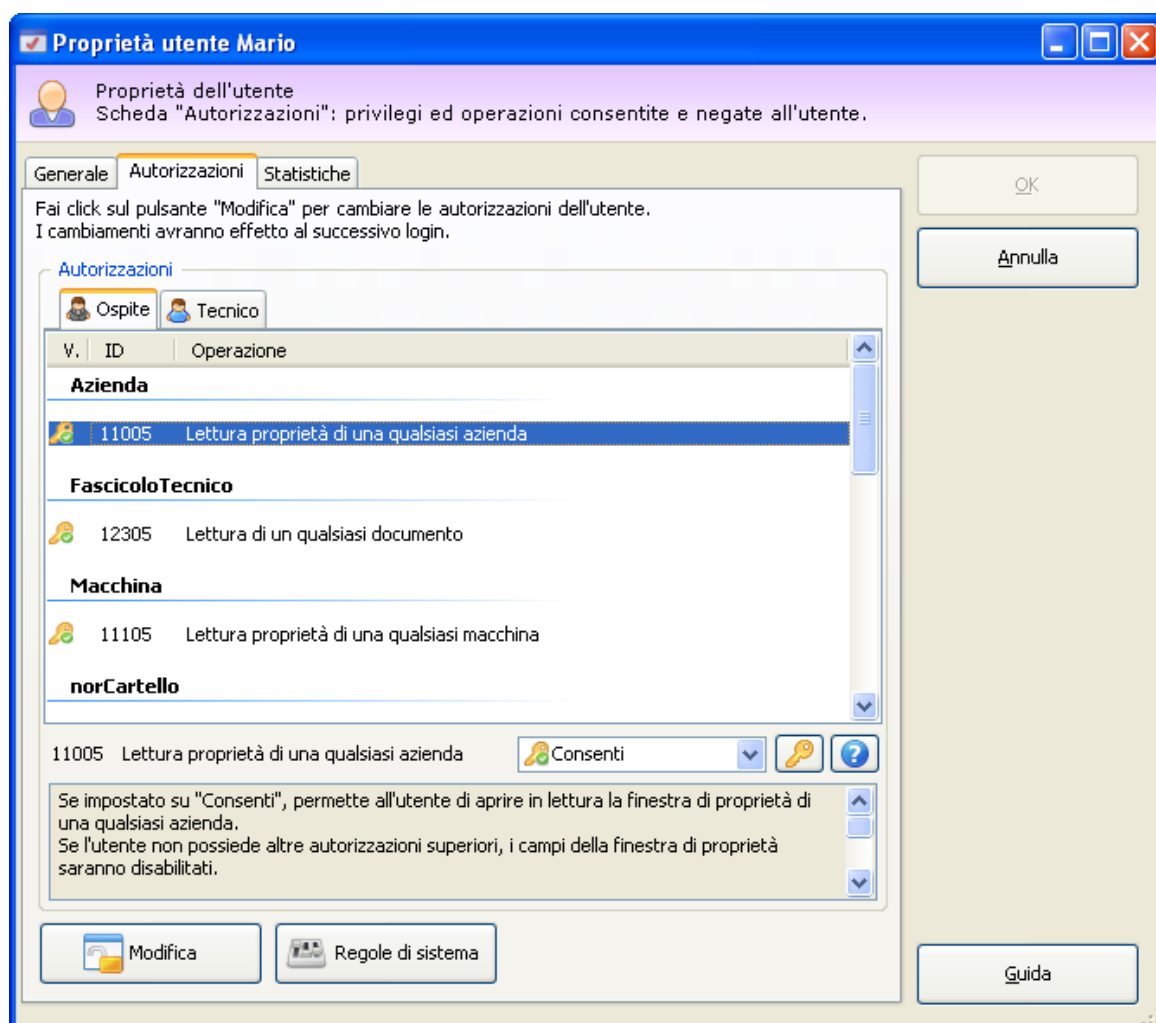 Proprietà utente Mario
Proprietà dell'utente
Scheda "Autorizzazioni": privilegi ed operazioni consentite e negate all'utente.
Generale Autorizzazioni Statistiche
OK
Fai click sul pulsante "Modifica" per cambiare le autorizzazioni dell'utente.
I cambiamenti avranno effetto al successivo login.
Annulla
Autorizzazioni
Ospite Tecnico
V. ID Operazione
Azienda
11005 Lettura proprietà di una qualsiasi azienda
FascicoloTecnico
12305 Lettura di un qualsiasi documento
Macchina
11105 Lettura proprietà di una qualsiasi macchina
norCartello
11005 Lettura proprietà di una qualsiasi azienda Consenti
Se impostato su "Consenti", permette all'utente di aprire in lettura la finestra di proprietà di
una qualsiasi azienda.
Se l'utente non possiede altre autorizzazioni superiori, i campi della finestra di proprietà
saranno disabilitati.
Modifica Regole di sistema
Guida